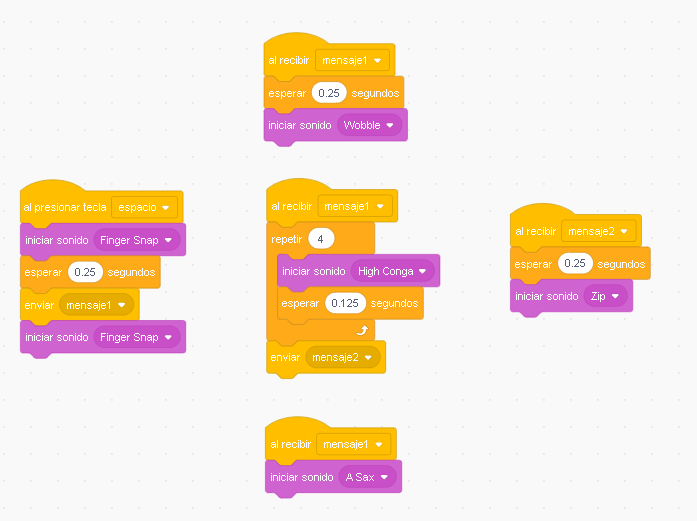 al recibir mensaje1
esperar 0.25 segundos
iniciar sonido Wobble
al presionar tecla espacio
iniciar sonido Finger Snap
esperar 0.25 segundos
enviar mensaje1
iniciar sonido Finger Snap
al recibir mensaje1
repetir 4
iniciar sonido High Conga
esperar 0.125 segundos
enviar mensaje2
al recibir mensaje2
esperar 0.25 segundos
iniciar sonido Zip
al recibir mensaje1
iniciar sonido A Sax